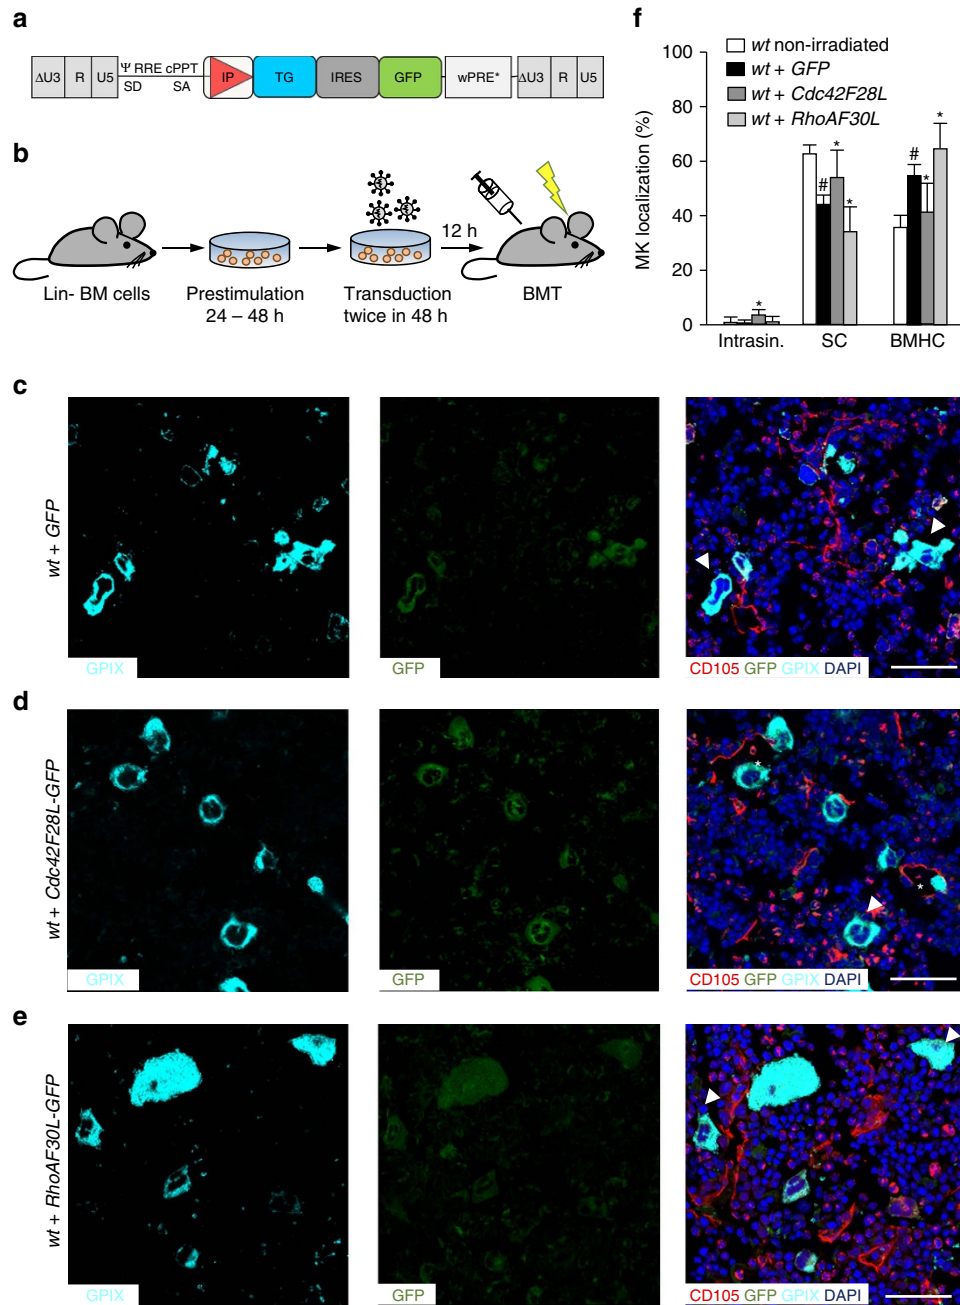 a
ΔU3 R U5 Ψ RRE cPPT SD SA IP TG IRES GFP wPRE* ΔU3 R U5
b
12 h
Lin- BM cells
Prestimulation
24 – 48 h
Transduction
twice in 48 h
BMT
f
wt non-irradiated
wt + GFP
wt + Cdc42F28L
wt + RhoAF30L
MK localization (%)
100
80
60
40
20
0
* # * * # * *
Intrasin. SC BMHC
c
wt + GFP
GPIX
GFP
CD105 GFP GPIX DAPI
d
wt + Cdc42F28L-GFP
GPIX
GFP
* *
CD105 GFP GPIX DAPI
e
wt + RhoAF30L-GFP
GPIX
GFP
CD105 GFP GPIX DAPI